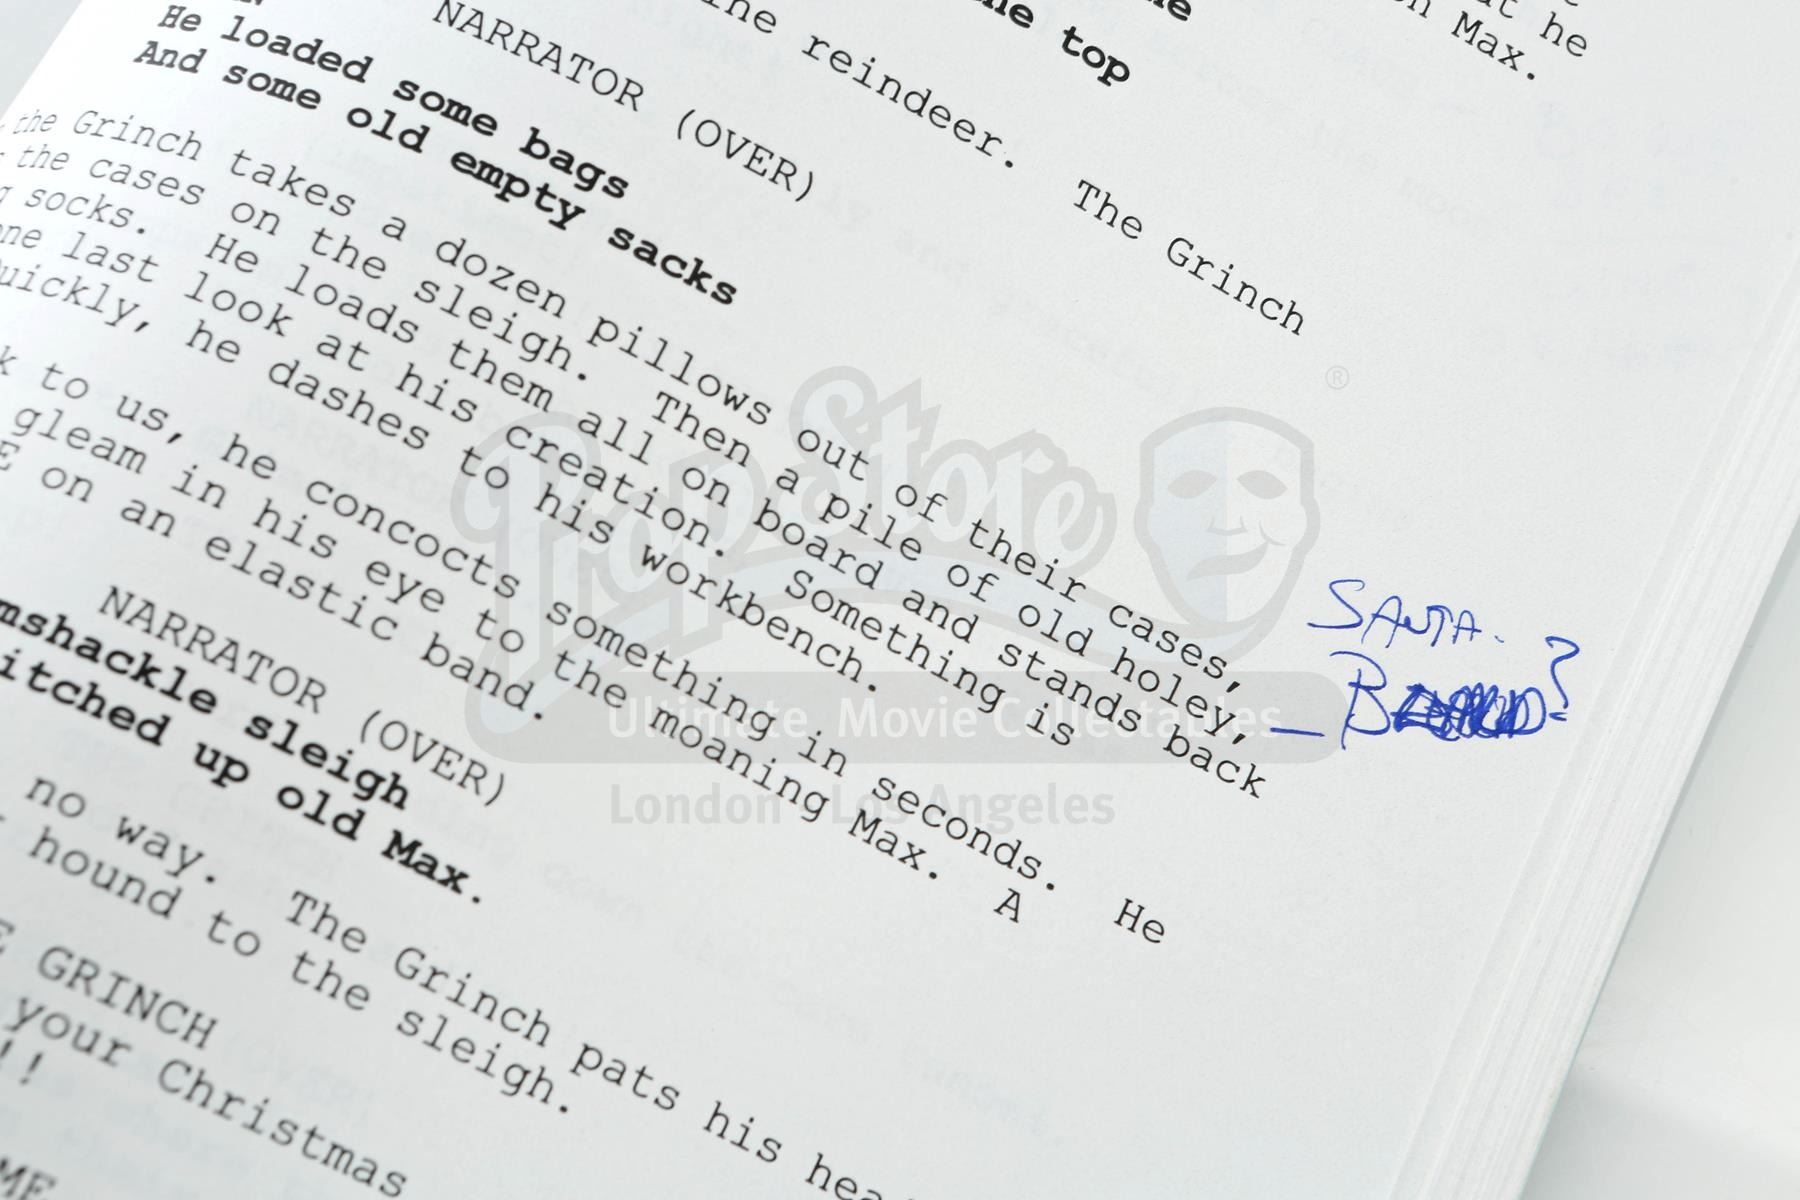 at he
Max.
the top
reindeer. The Grinch
NARRATOR (OVER)
He loaded some bags
And some old empty sacks
the Grinch takes a dozen pillows out of their cases,
the cases on the sleigh. Then a pile of old holey,
socks. He loads them all on board and stands back
one last look at his creation. Something is
Quickly, he dashes to his workbench.
to us, he concocts something in seconds. He
gleam in his eye to the moaning Max. A
on an elastic band.
NARRATOR (OVER)
mshackle sleigh
itched up old Max.
no way. The Grinch pats his
hound to the sleigh.
GRINCH
your Christmas
!!
SANTA.
?
Prop Store
®
Ultimate Movie Collectables
London · Los Angeles